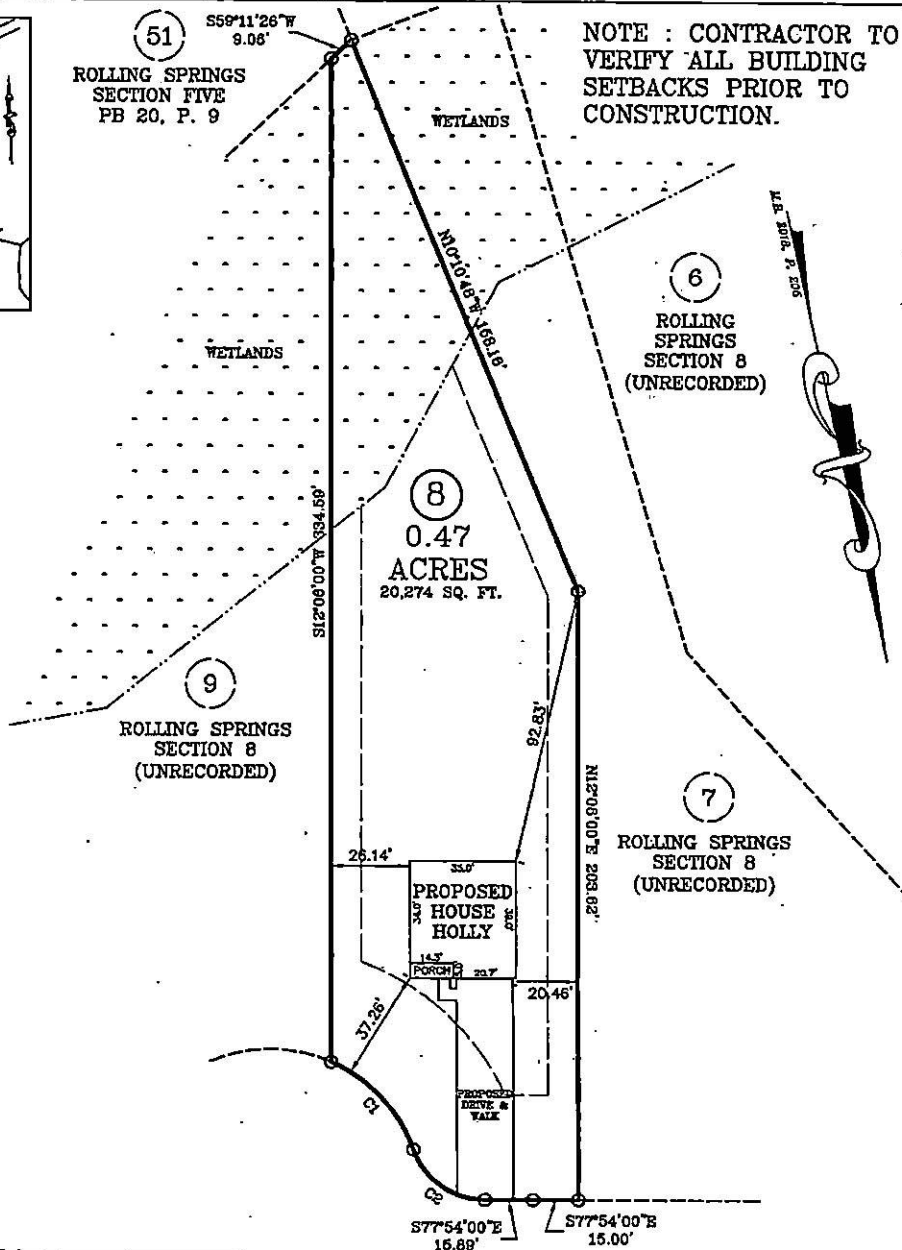 51
ROLLING SPRINGS
SECTION FIVE
PB 20, P. 9
S59°11'26"W
9.06'
NOTE : CONTRACTOR TO
VERIFY ALL BUILDING
SETBACKS PRIOR TO
CONSTRUCTION.
WETLANDS
N10°10'48"W 168.16'
M.B. 2018, P. 206
6
ROLLING
SPRINGS
SECTION 8
(UNRECORDED)
WETLANDS
S12°06'00"W 334.59'
8
0.47
ACRES
20,274 SQ. FT.
9
ROLLING SPRINGS
SECTION 8
(UNRECORDED)
92.83'
N12°06'00"E 203.62'
7
ROLLING SPRINGS
SECTION 8
(UNRECORDED)
26.14'
35.0'
PROPOSED
HOUSE
HOLLY
34.0'
14.3'
PORCH
20.7'
20.46'
37.26'
PROPOSED
DRIVE &
WALK
C1
C2
S77°54'00"E
15.89'
S77°54'00"E
15.00'